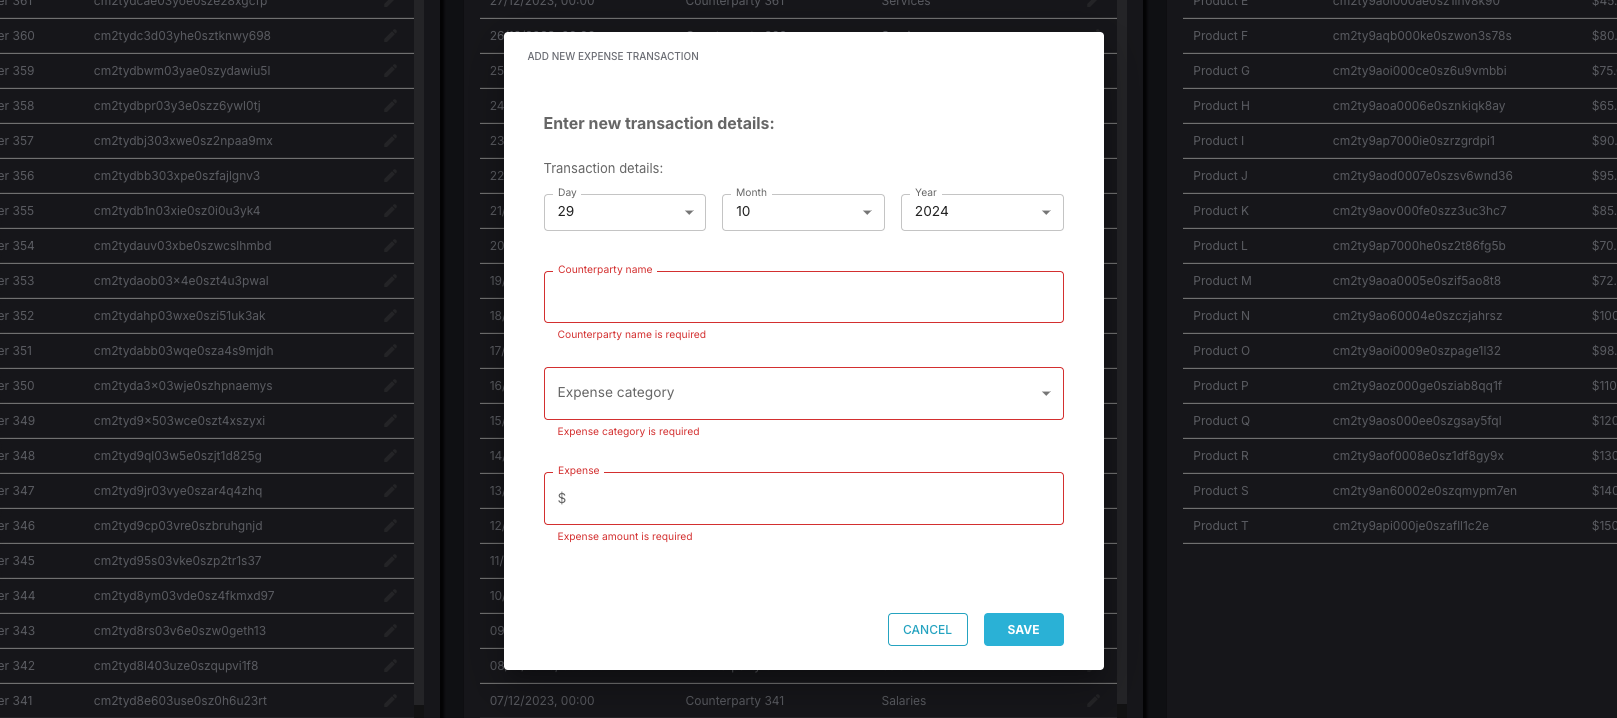 er 360 cm2tydc3d03yhe0sztknwy698
er 359 cm2tydbwm03yae0szydawiu5l
er 358 cm2tydbpr03y3e0szz6ywl0tj
er 357 cm2tydbj303xwe0sz2npaa9mx
er 356 cm2tydbb303xpe0szfajlgnv3
er 355 cm2tydb1n03xie0sz0i0u3yk4
er 354 cm2tydauv03xbe0szwcslhmbd
er 353 cm2tydaob03×4e0szt4u3pwal
er 352 cm2tydahp03wxe0szi51uk3ak
er 351 cm2tydabb03wqe0sza4s9mjdh
er 350 cm2tyda3×03wje0szhpnaemys
er 349 cm2tyd9×503wce0szt4xszyxi
er 348 cm2tyd9ql03w5e0szjt1d825g
er 347 cm2tyd9jr03vye0szar4q4zhq
er 346 cm2tyd9cp03vre0szbruhgnjd
er 345 cm2tyd95s03vke0szp2tr1s37
er 344 cm2tyd8ym03vde0sz4fkmxd97
er 343 cm2tyd8rs03v6e0szw0geth13
er 342 cm2tyd8l403uze0szqupvi1f8
er 341 cm2tyd8e603use0sz0h6u23rt
27/12/2023, 00:00 Counterparty 361 Services
26
25
24
23
22
21/
20
19/
18/
17/
16/
15/
14/
13/
12/
11/
10/
09
08
07/12/2023, 00:00 Counterparty 341 Salaries
ADD NEW EXPENSE TRANSACTION
Enter new transaction details:
Transaction details:
Day Month Year
29 10 2024
Counterparty name
Counterparty name is required
Expense category
Expense category is required
Expense
$
Expense amount is required
CANCEL SAVE
Product E
Product F cm2ty9aqb000ke0szwon3s78s $80.
Product G cm2ty9aoi000ce0sz6u9vmbbi $75.
Product H cm2ty9aoa0006e0sznkiqk8ay $65.
Product I cm2ty9ap7000ie0szrzgrdpi1 $90.
Product J cm2ty9aod0007e0szsv6wnd36 $95.
Product K cm2ty9aov000fe0szz3uc3hc7 $85.
Product L cm2ty9ap7000he0sz2t86fg5b $70.
Product M cm2ty9aoa0005e0szif5ao8t8 $72.
Product N cm2ty9ao60004e0szczjahrsz $100
Product O cm2ty9aoi0009e0szpage1l32 $98.
Product P cm2ty9aoz000ge0sziab8qq1f $110
Product Q cm2ty9aos000ee0szgsay5fql $120
Product R cm2ty9aof0008e0sz1df8gy9x $130
Product S cm2ty9an60002e0szqmypm7en $140
Product T cm2ty9api000je0szafll1c2e $150